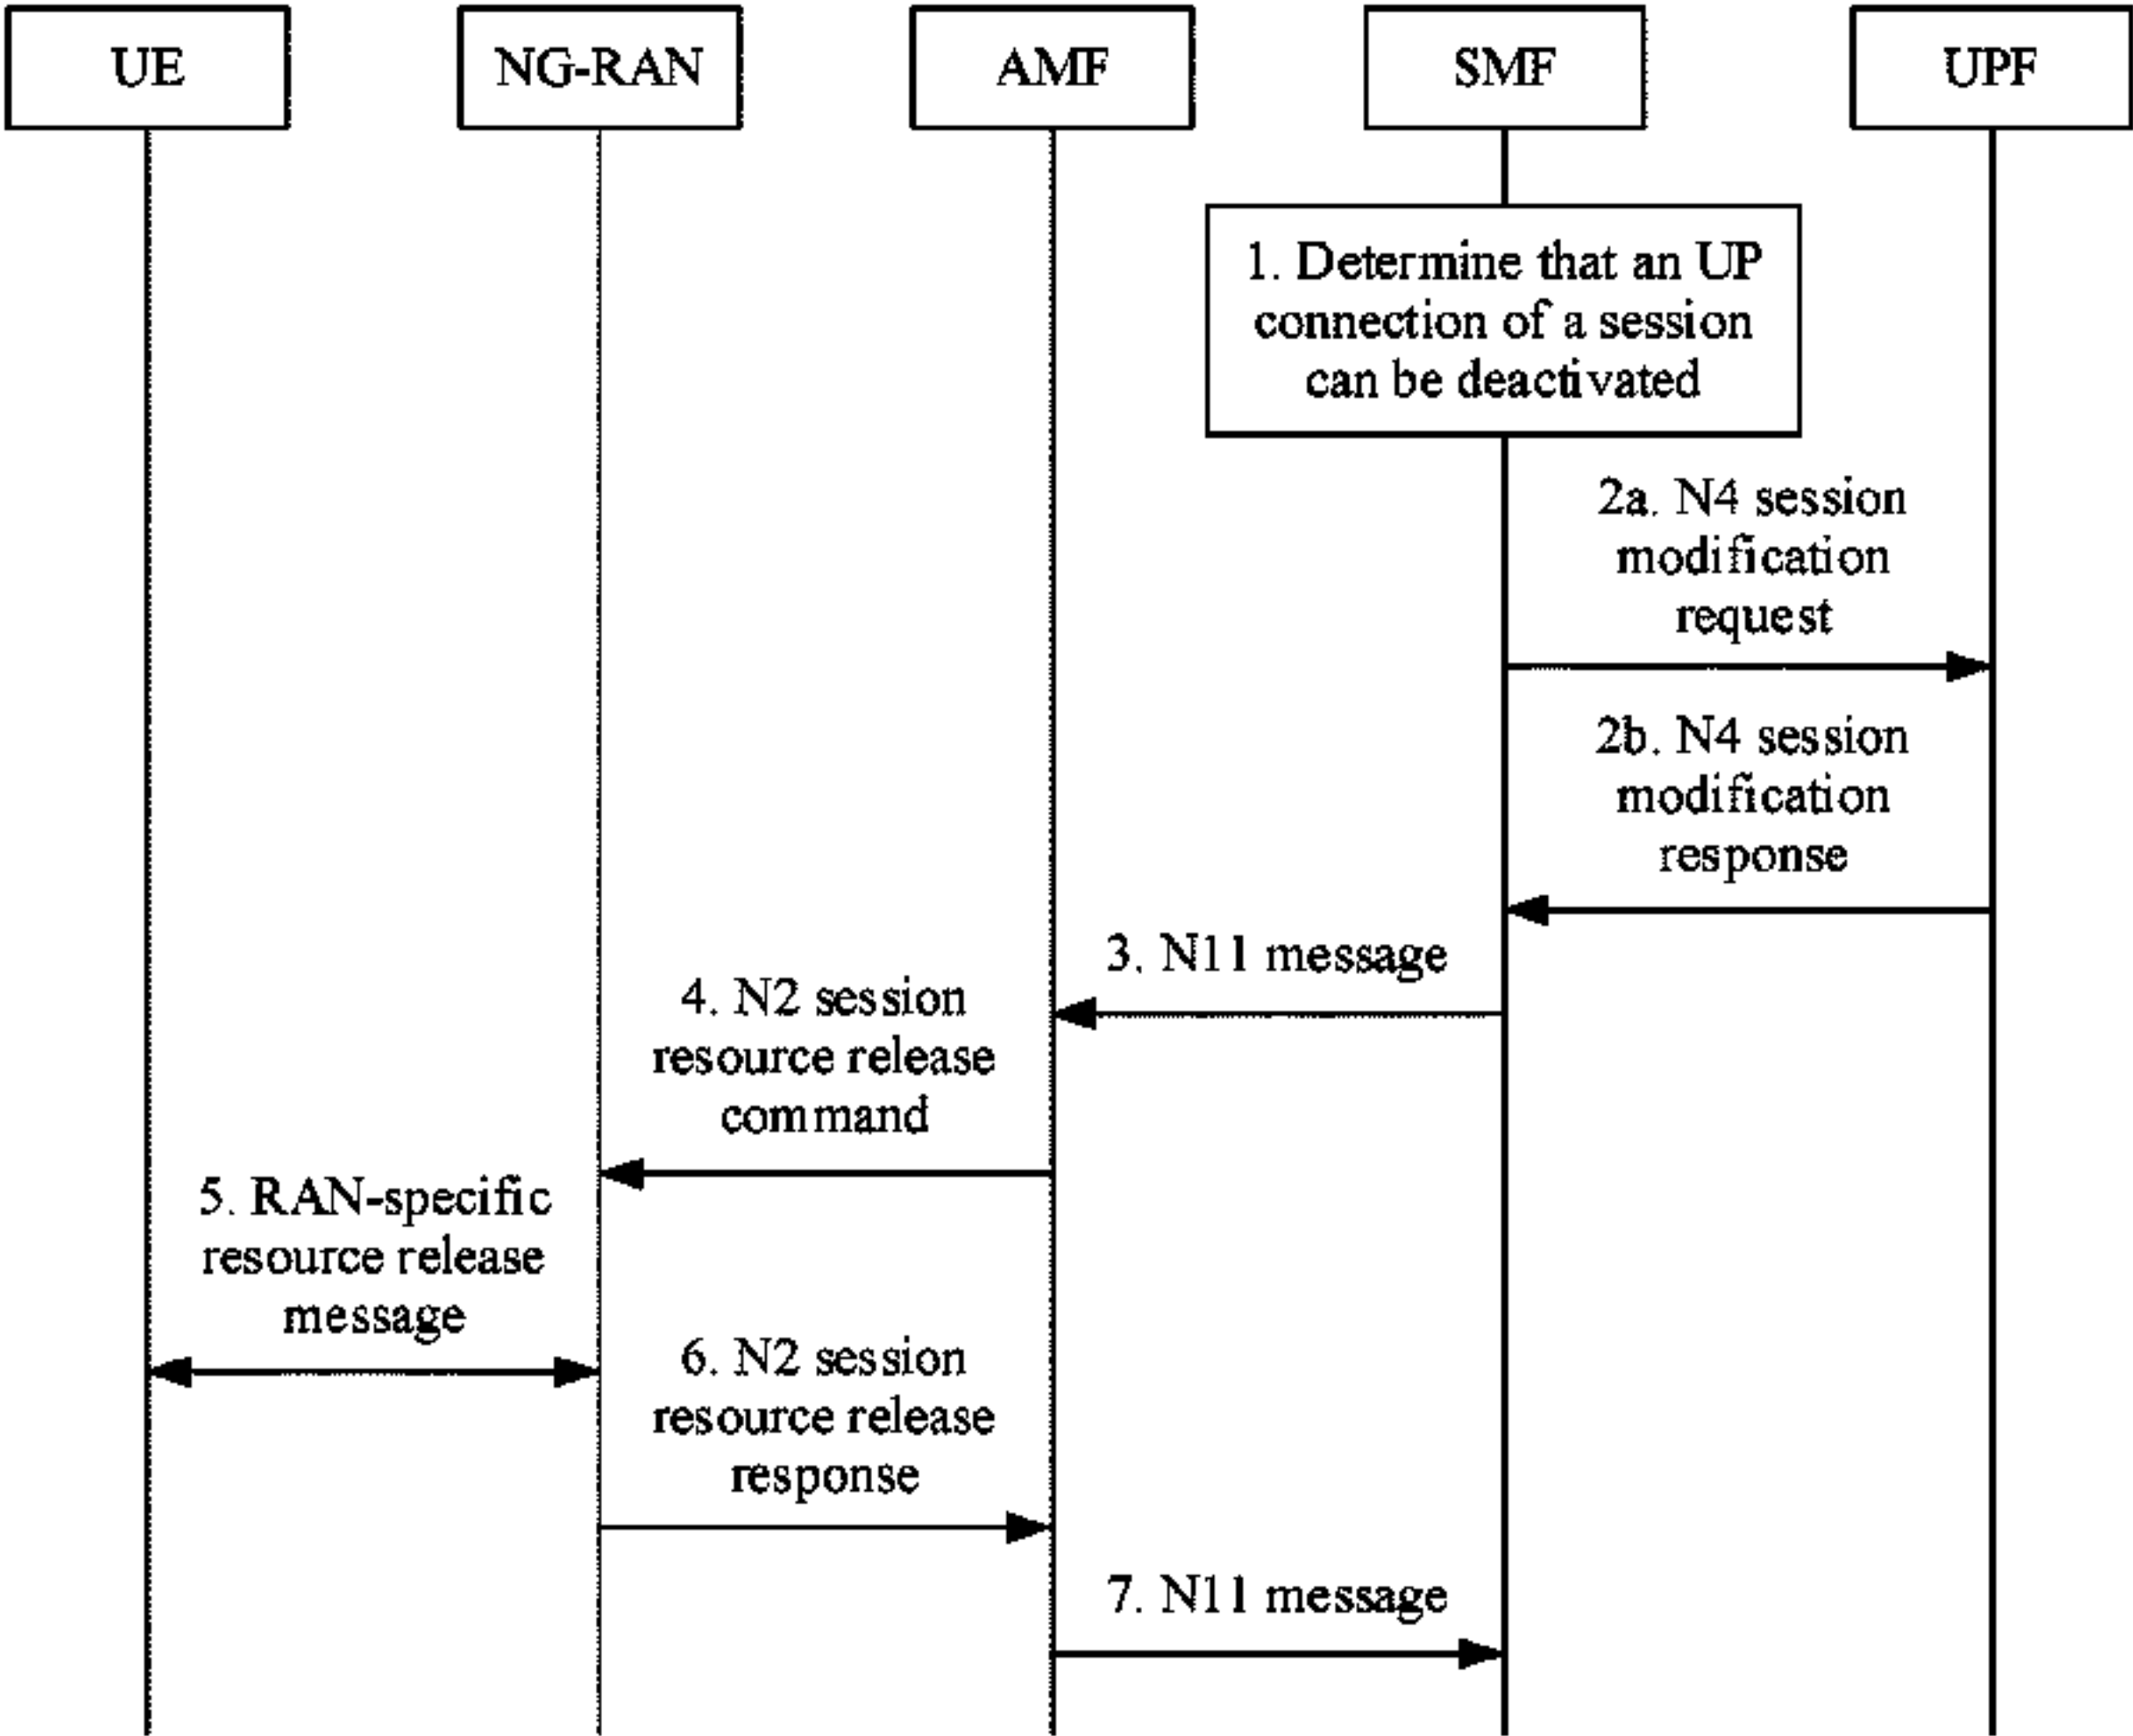 UE
NG-RAN
AMF
SMF
UPF
1. Determine that an UP
connection of a session
can be deactivated
2a. N4 session
modification
request
2b. N4 session
modification
response
3. N11 message
4. N2 session
resource release
command
5. RAN-specific
resource release
message
6. N2 session
resource release
response
7. N11 message